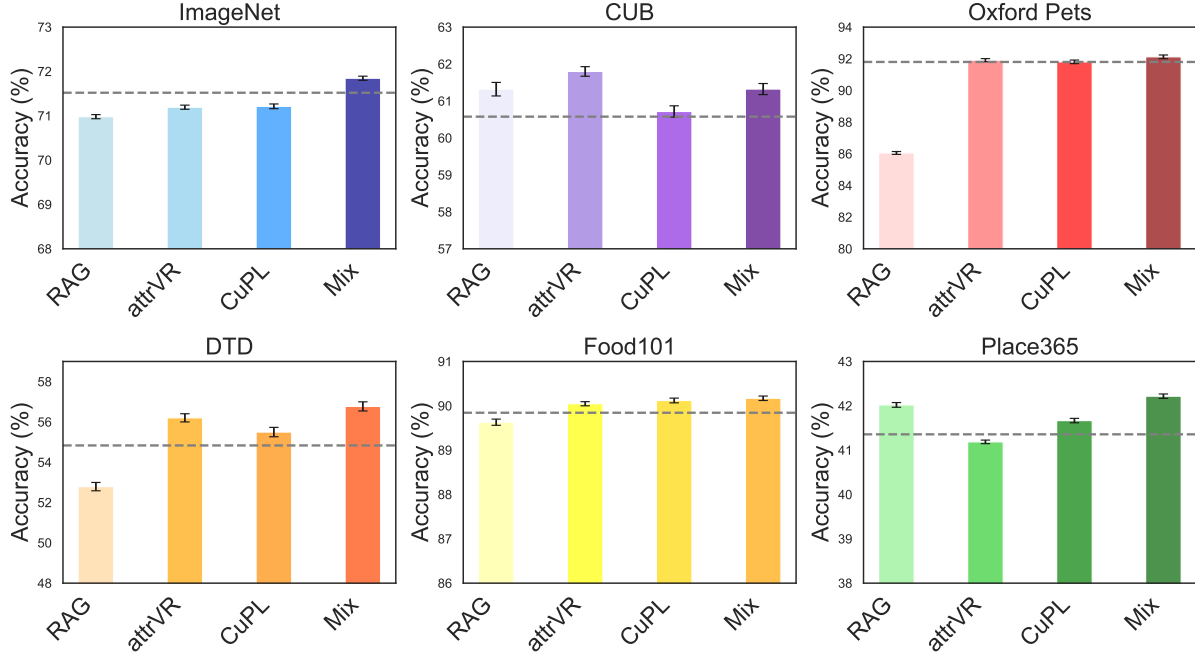 ImageNet
Accuracy (%)
73
72
71
70
69
68
RAG
attrVR
CuPL
Mix
CUB
Accuracy (%)
63
62
61
60
59
58
57
RAG
attrVR
CuPL
Mix
Oxford Pets
Accuracy (%)
94
92
90
88
86
84
82
80
RAG
attrVR
CuPL
Mix
DTD
Accuracy (%)
58
56
54
52
50
48
RAG
attrVR
CuPL
Mix
Food101
Accuracy (%)
91
90
89
88
87
86
RAG
attrVR
CuPL
Mix
Place365
Accuracy (%)
43
42
41
40
39
38
RAG
attrVR
CuPL
Mix